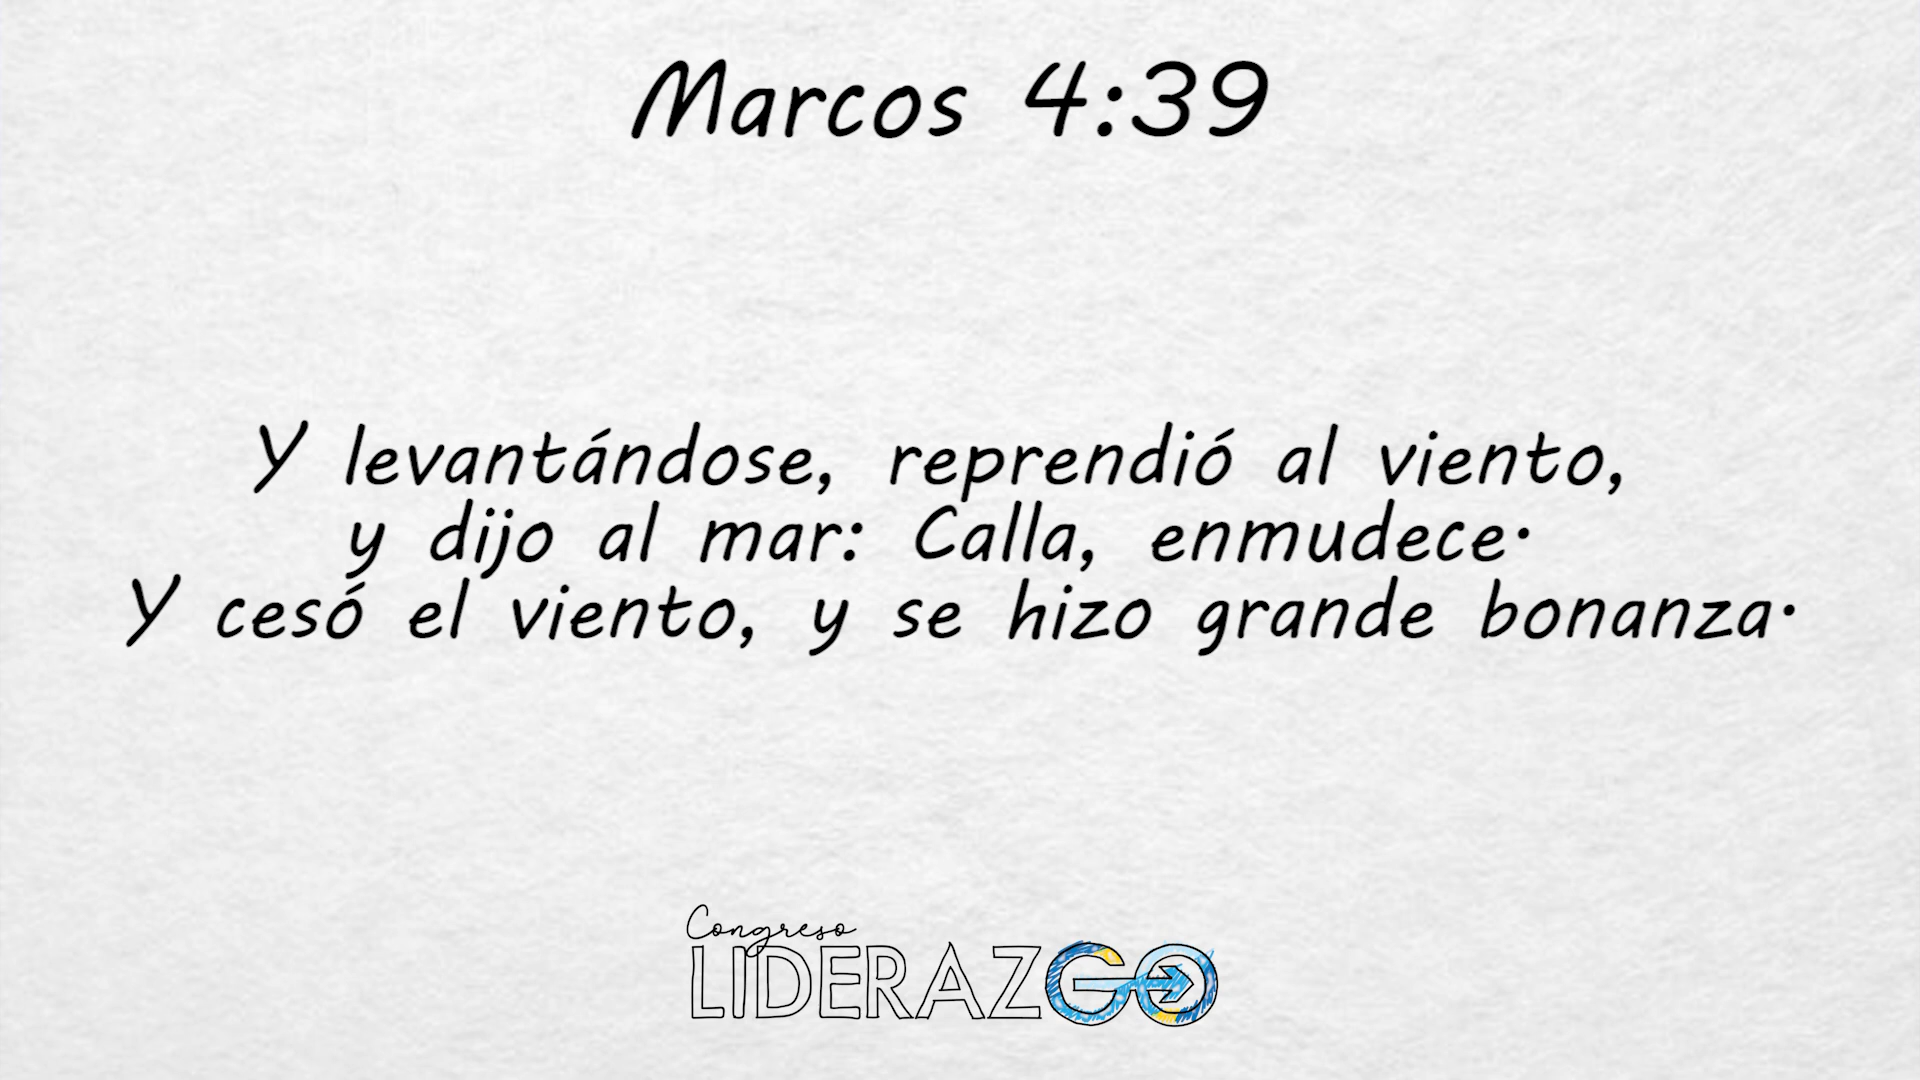 Marcos 4:39
Y levantándose, reprendió al viento,
y dijo al mar: Calla, enmudece.
Y cesó el viento, y se hizo grande bonanza.
Congreso
LIDERAZGO